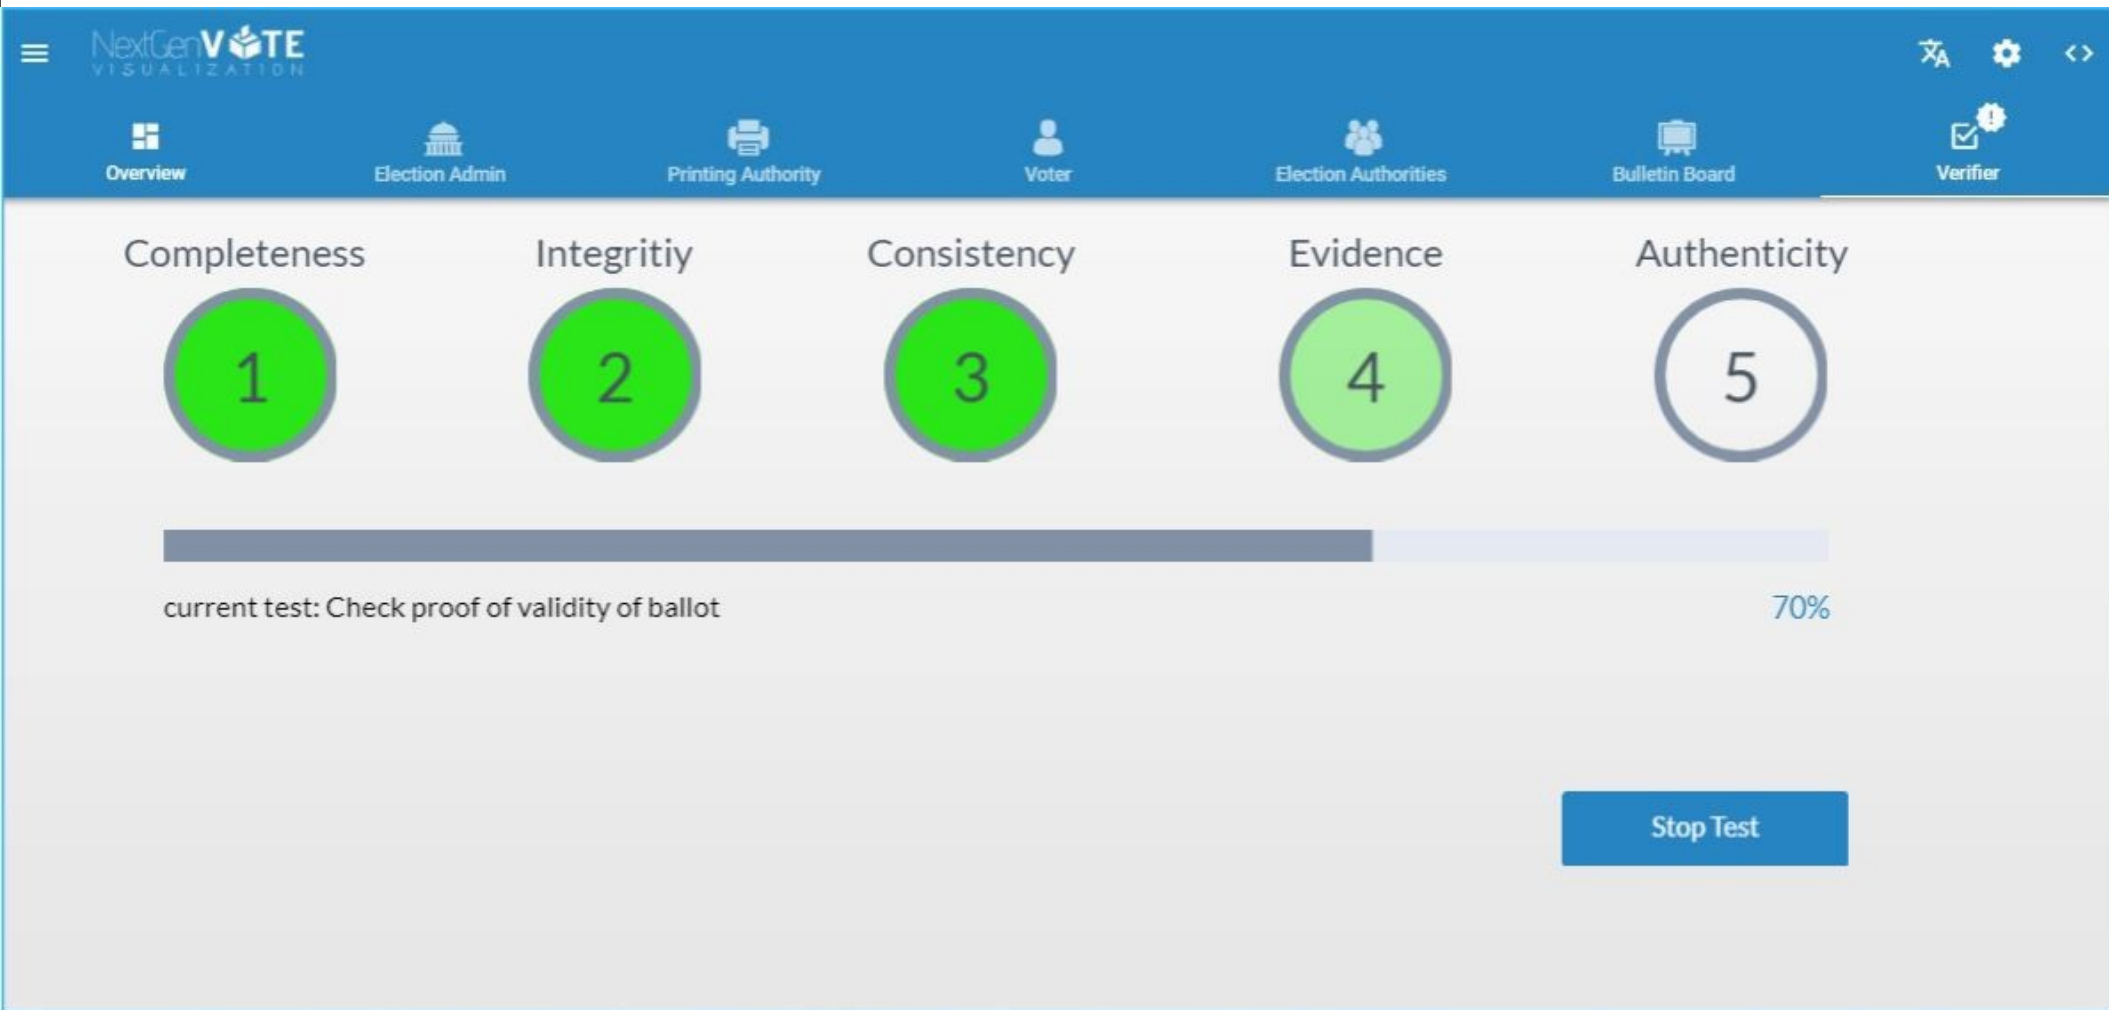 NextGenVOTE
VISUALIZATION
Overview
Election Admin
Printing Authority
Voter
Election Authorities
Bulletin Board
Verifier
Completeness
Integritiy
Consistency
Evidence
Authenticity
1
2
3
4
5
current test: Check proof of validity of ballot
70%
Stop Test